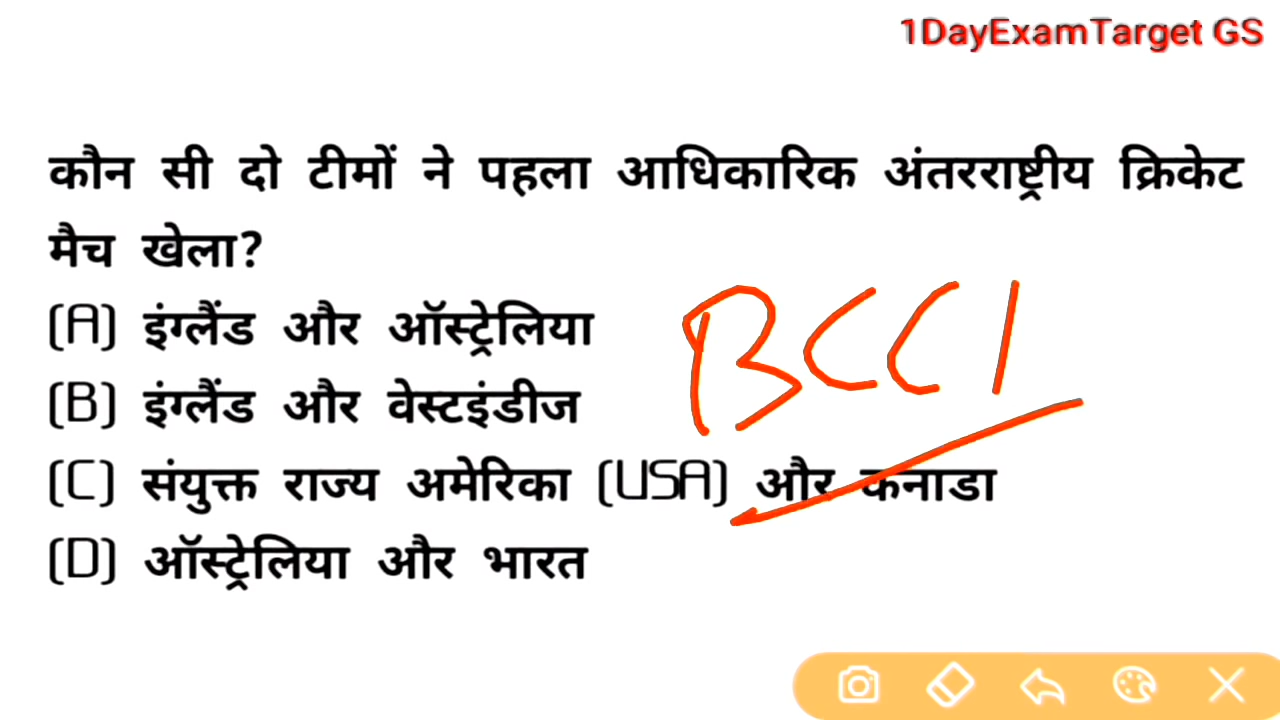 1DayExamTarget GS
कौन सी दो टीमों ने पहला आधिकारिक अंतरराष्ट्रीय क्रिकेट
मैच खेला?
(A) इंग्लैंड और ऑस्ट्रेलिया
(B) इंग्लैंड और वेस्टइंडीज
BCCI
(C) संयुक्त राज्य अमेरिका (USA) और कनाडा
(D) ऑस्ट्रेलिया और भारत